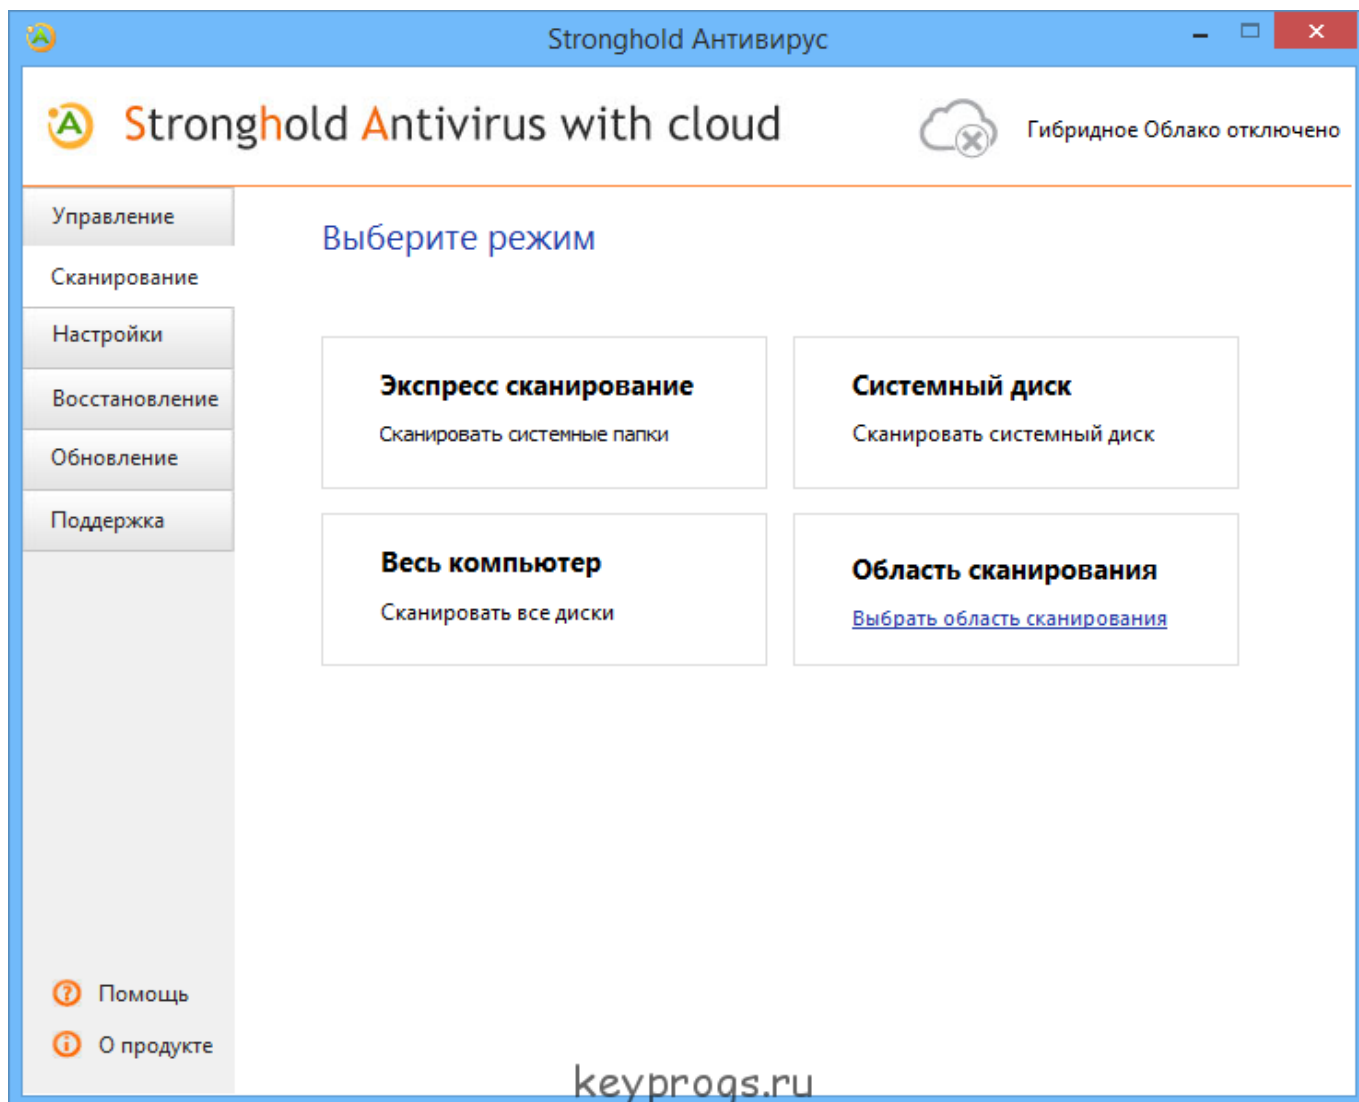 Stronghold Антивирус
Stronghold Antivirus with cloud
Гибридное Облако отключено
Управление
Сканирование
Настройки
Восстановление
Обновление
Поддержка
Выберите режим
Экспресс сканирование
Сканировать системные папки
Системный диск
Сканировать системный диск
Весь компьютер
Сканировать все диски
Область сканирования
Выбрать область сканирования
Помощь
О продукте
keyprogs.ru